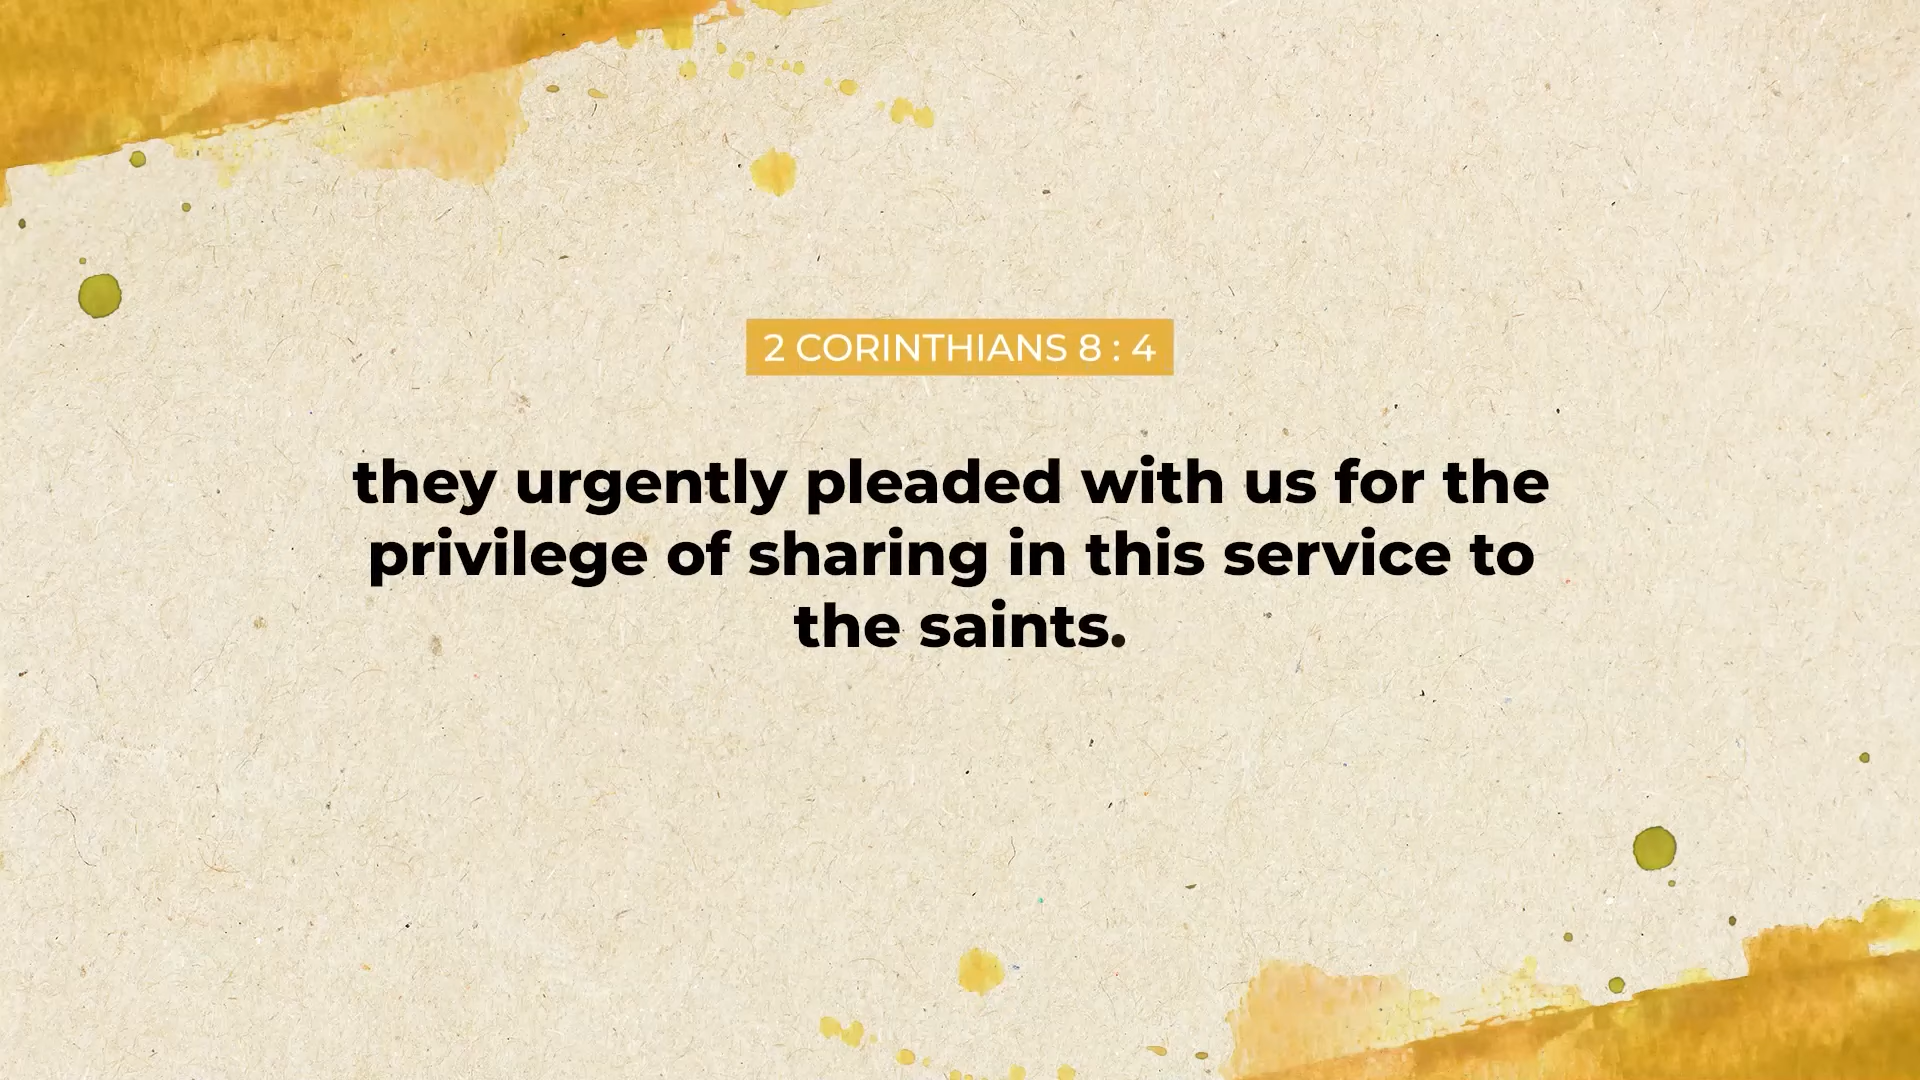 2 CORINTHIANS 8 : 4
they urgently pleaded with us for the
privilege of sharing in this service to
the saints.